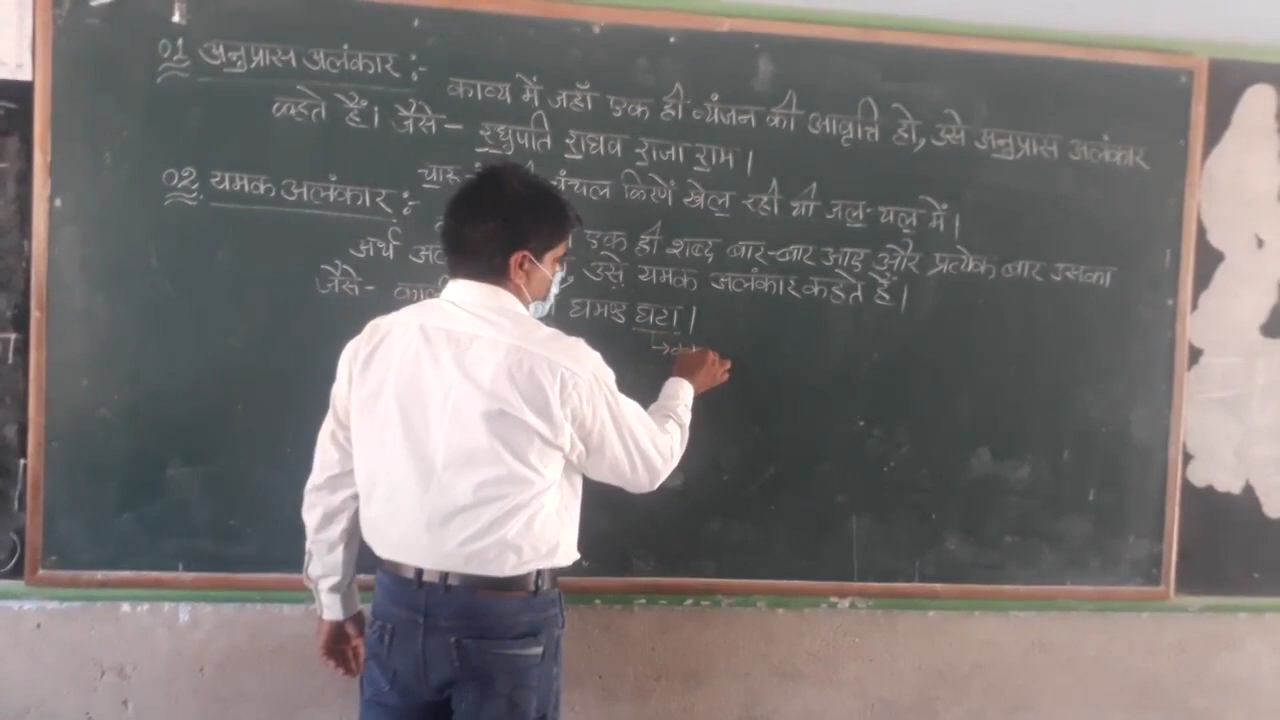 01 अनुप्रास अलंकार :-
काव्य में जहाँ एक ही व्यंजन की आवृत्ति हो, उसे अनुप्रास अलंकार
कहते हैं। जैसे - रघुपति राघव राजा राम।
चारु चंचल किरणें खेल रही थी जल-थल में।
02 यमक अलंकार :-
एक ही शब्द बार-बार आए और प्रत्येक बार उसका
अर्थ उसे यमक अलंकार कहते हैं।
जैसे - घमण्ड घटा।